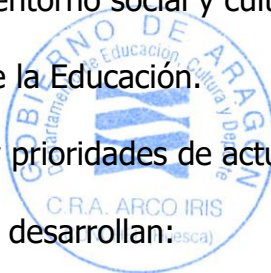 entorno social y cult
e la Educación.
prioridades de actu
desarrollan:
GOBIERNO DE ARAGON
Departamento de Educación, Cultura y Deporte
C.R.A. ARCO IRIS